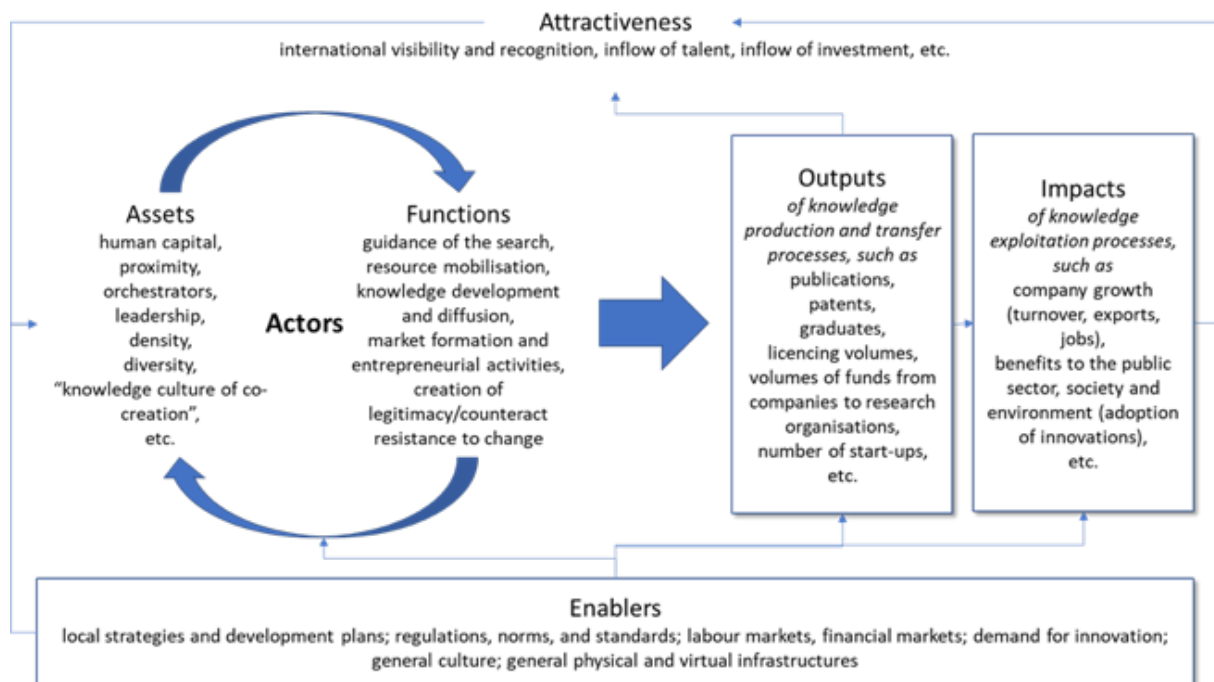 Attractiveness
international visibility and recognition, inflow of talent, inflow of investment, etc.
Assets
human capital,
proximity,
orchestrators,
leadership,
density,
diversity,
“knowledge culture of co-
creation”,
etc.
Actors
Functions
guidance of the search,
resource mobilisation,
knowledge development
and diffusion,
market formation and
entrepreneurial activities,
creation of
legitimacy/counteract
resistance to change
Outputs
of knowledge
production and transfer
processes, such as
publications,
patents,
graduates,
licencing volumes,
volumes of funds from
companies to research
organisations,
number of start-ups,
etc.
Impacts
of knowledge
exploitation processes,
such as
company growth
(turnover, exports,
jobs),
benefits to the public
sector, society and
environment (adoption
of innovations),
etc.
Enablers
local strategies and development plans; regulations, norms, and standards; labour markets, financial markets; demand for innovation;
general culture; general physical and virtual infrastructures